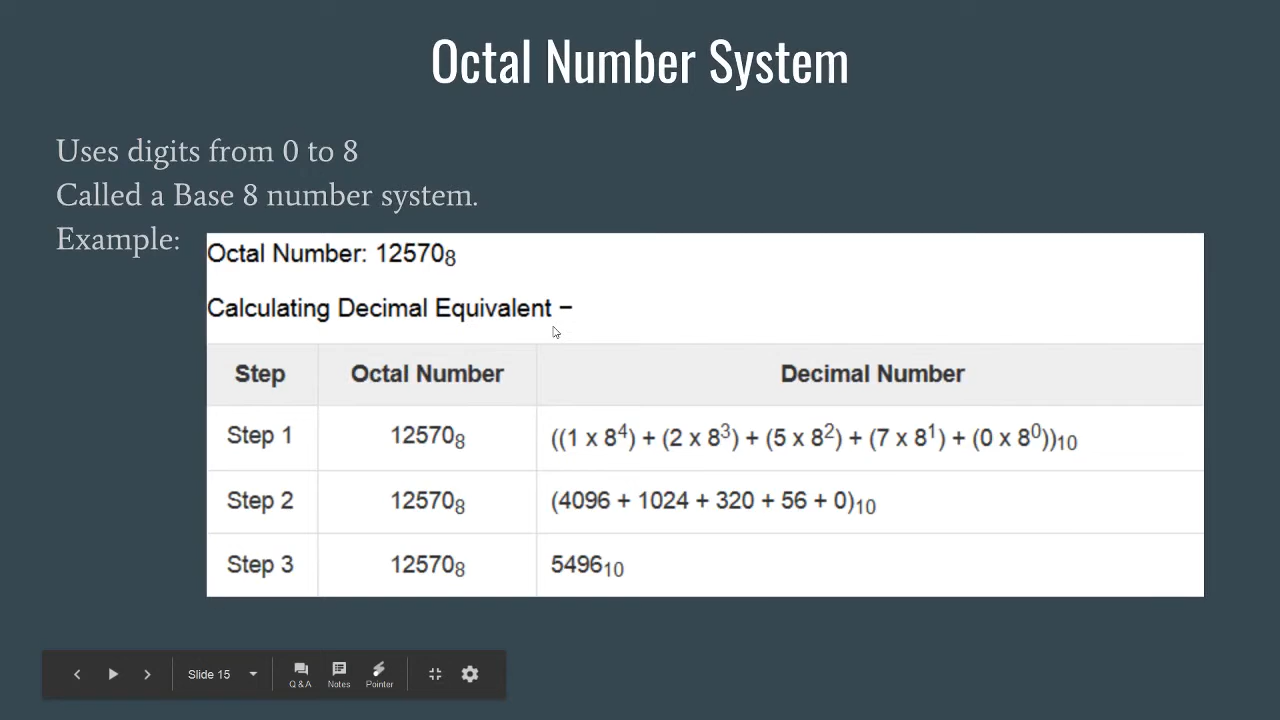 Octal Number System
Uses digits from 0 to 8
Called a Base 8 number system.
Example:
Octal Number: 12570₈
Calculating Decimal Equivalent −
Step Octal Number Decimal Number
Step 1 12570₈ ((1 x 8⁴) + (2 x 8³) + (5 x 8²) + (7 x 8¹) + (0 x 8⁰))₁₀
Step 2 12570₈ (4096 + 1024 + 320 + 56 + 0)₁₀
Step 3 12570₈ 5496₁₀
Slide 15 Q & A Notes Pointer